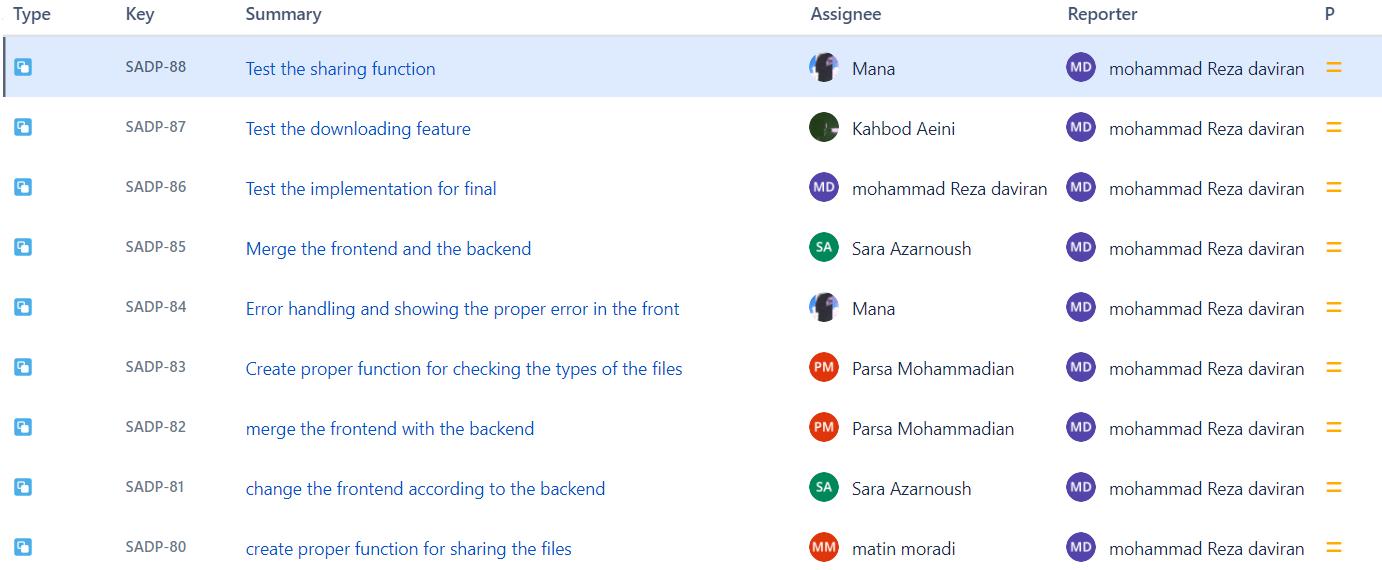 Type Key Summary Assignee Reporter P
SADP-88 Test the sharing function Mana MD mohammad Reza daviran
SADP-87 Test the downloading feature Kahbod Aeini MD mohammad Reza daviran
SADP-86 Test the implementation for final MD mohammad Reza daviran MD mohammad Reza daviran
SADP-85 Merge the frontend and the backend SA Sara Azarnoush MD mohammad Reza daviran
SADP-84 Error handling and showing the proper error in the front Mana MD mohammad Reza daviran
SADP-83 Create proper function for checking the types of the files PM Parsa Mohammadian MD mohammad Reza daviran
SADP-82 merge the frontend with the backend PM Parsa Mohammadian MD mohammad Reza daviran
SADP-81 change the frontend according to the backend SA Sara Azarnoush MD mohammad Reza daviran
SADP-80 create proper function for sharing the files MM matin moradi MD mohammad Reza daviran